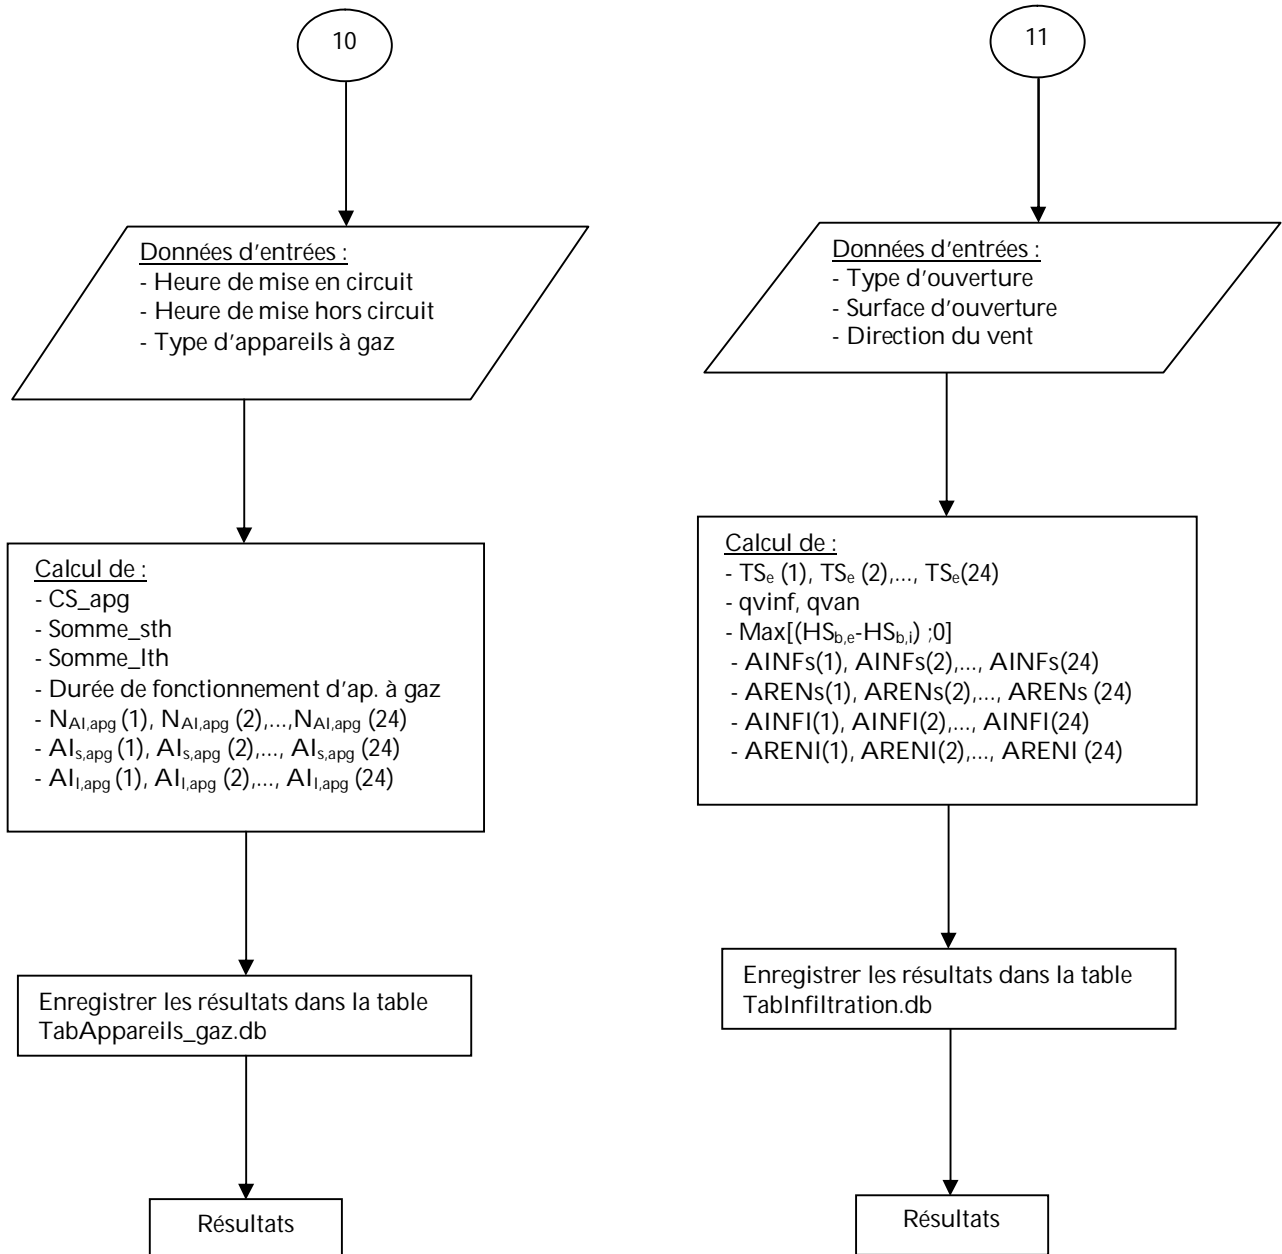 10
Données d'entrées :
- Heure de mise en circuit
- Heure de mise hors circuit
- Type d'appareils à gaz
Calcul de :
- CS_apg
- Somme_sth
- Somme_lth
- Durée de fonctionnement d'ap. à gaz
- NAI,apg (1), NAI,apg (2),...,NAI,apg (24)
- AIs,apg (1), AIs,apg (2),..., AIs,apg (24)
- AIl,apg (1), AIl,apg (2),..., AIl,apg (24)
Enregistrer les résultats dans la table
TabAppareils_gaz.db
Résultats
11
Données d'entrées :
- Type d'ouverture
- Surface d'ouverture
- Direction du vent
Calcul de :
- TSe (1), TSe (2),..., TSe(24)
- qvinf, qvan
- Max[(HSb,e-HSb,i) ;0]
- AINFs(1), AINFs(2),..., AINFs(24)
- ARENs(1), ARENs(2),..., ARENs (24)
- AINFl(1), AINFl(2),..., AINFl(24)
- ARENl(1), ARENl(2),..., ARENl (24)
Enregistrer les résultats dans la table
TabInfiltration.db
Résultats